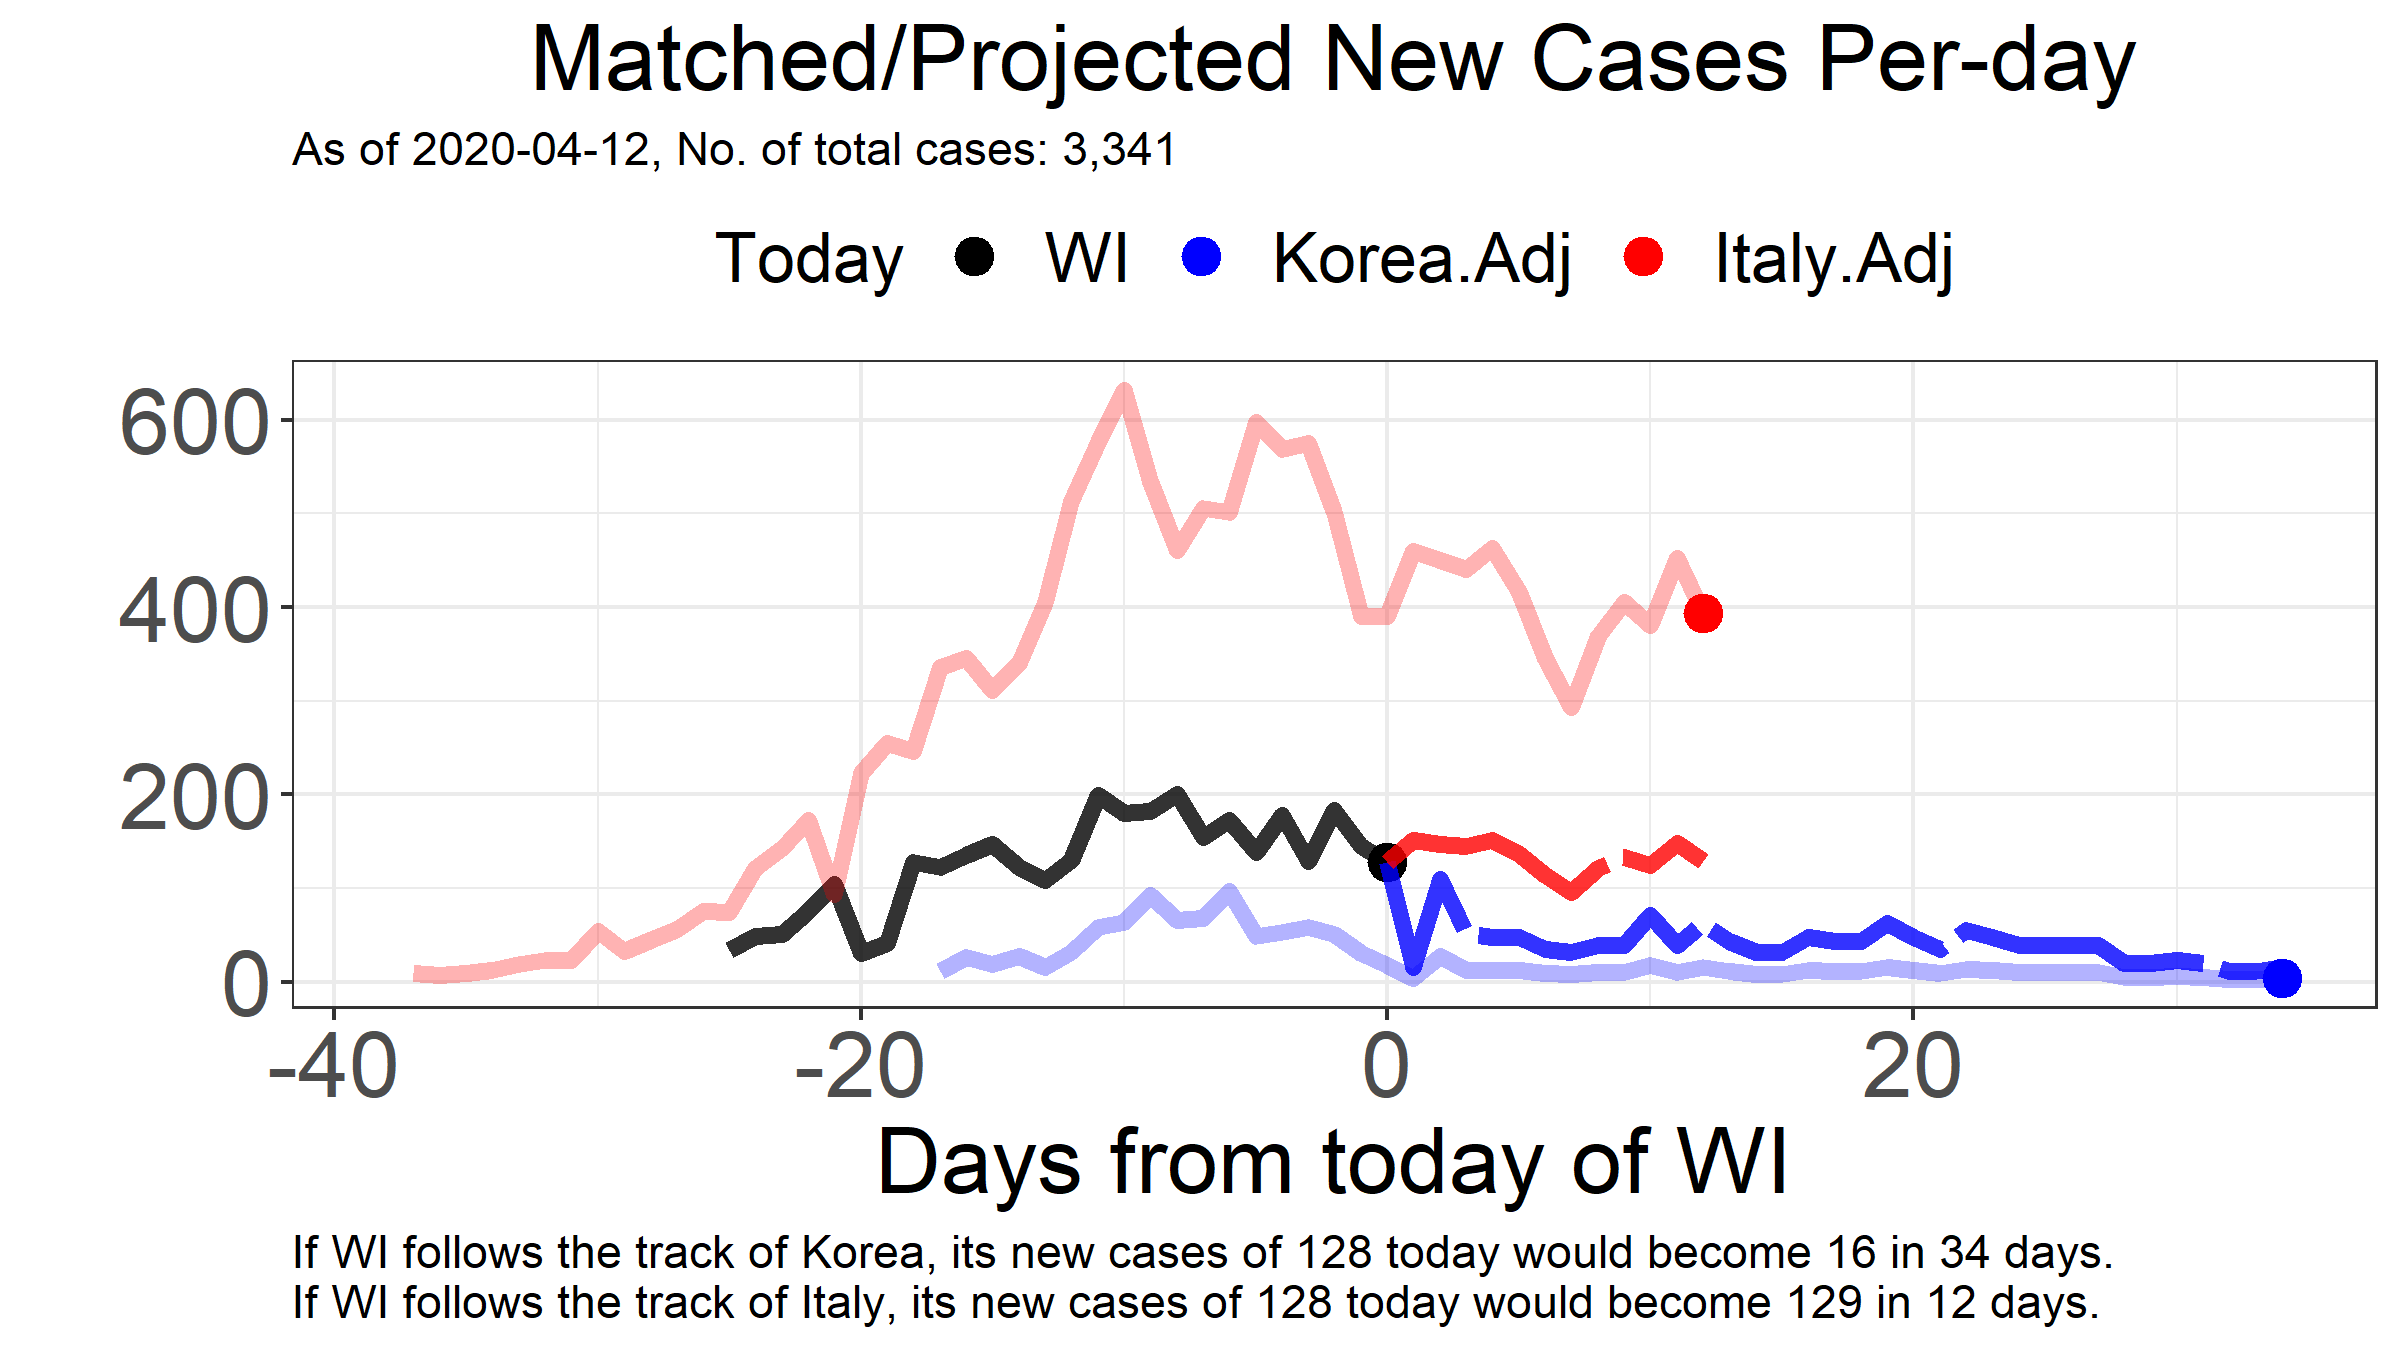 Matched/Projected New Cases Per-day
As of 2020-04-12, No. of total cases: 3,341
Today WI Korea.Adj Italy.Adj
600
400
200
0
-40 -20 0 20
Days from today of WI
If WI follows the track of Korea, its new cases of 128 today would become 16 in 34 days.
If WI follows the track of Italy, its new cases of 128 today would become 129 in 12 days.